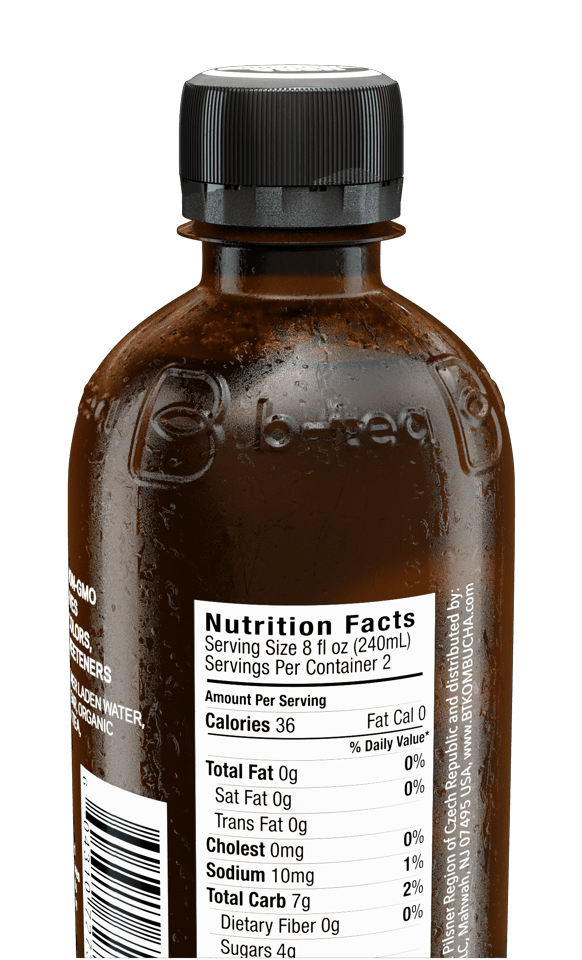 b-tea
NON-GMO
COLORS,
SWEETENERS
LADEN WATER,
ORGANIC
TEA
Nutrition Facts
Serving Size 8 fl oz (240mL)
Servings Per Container 2
Amount Per Serving
Calories 36 Fat Cal 0
% Daily Value*
Total Fat 0g 0%
Sat Fat 0g 0%
Trans Fat 0g
Cholest 0mg 0%
Sodium 10mg 1%
Total Carb 7g 2%
Dietary Fiber 0g 0%
Sugars 4g
Pilsner Region of Czech Republic and distributed by:
Mahwah, NJ 07495 USA, www.BTKOMBUCHA.com